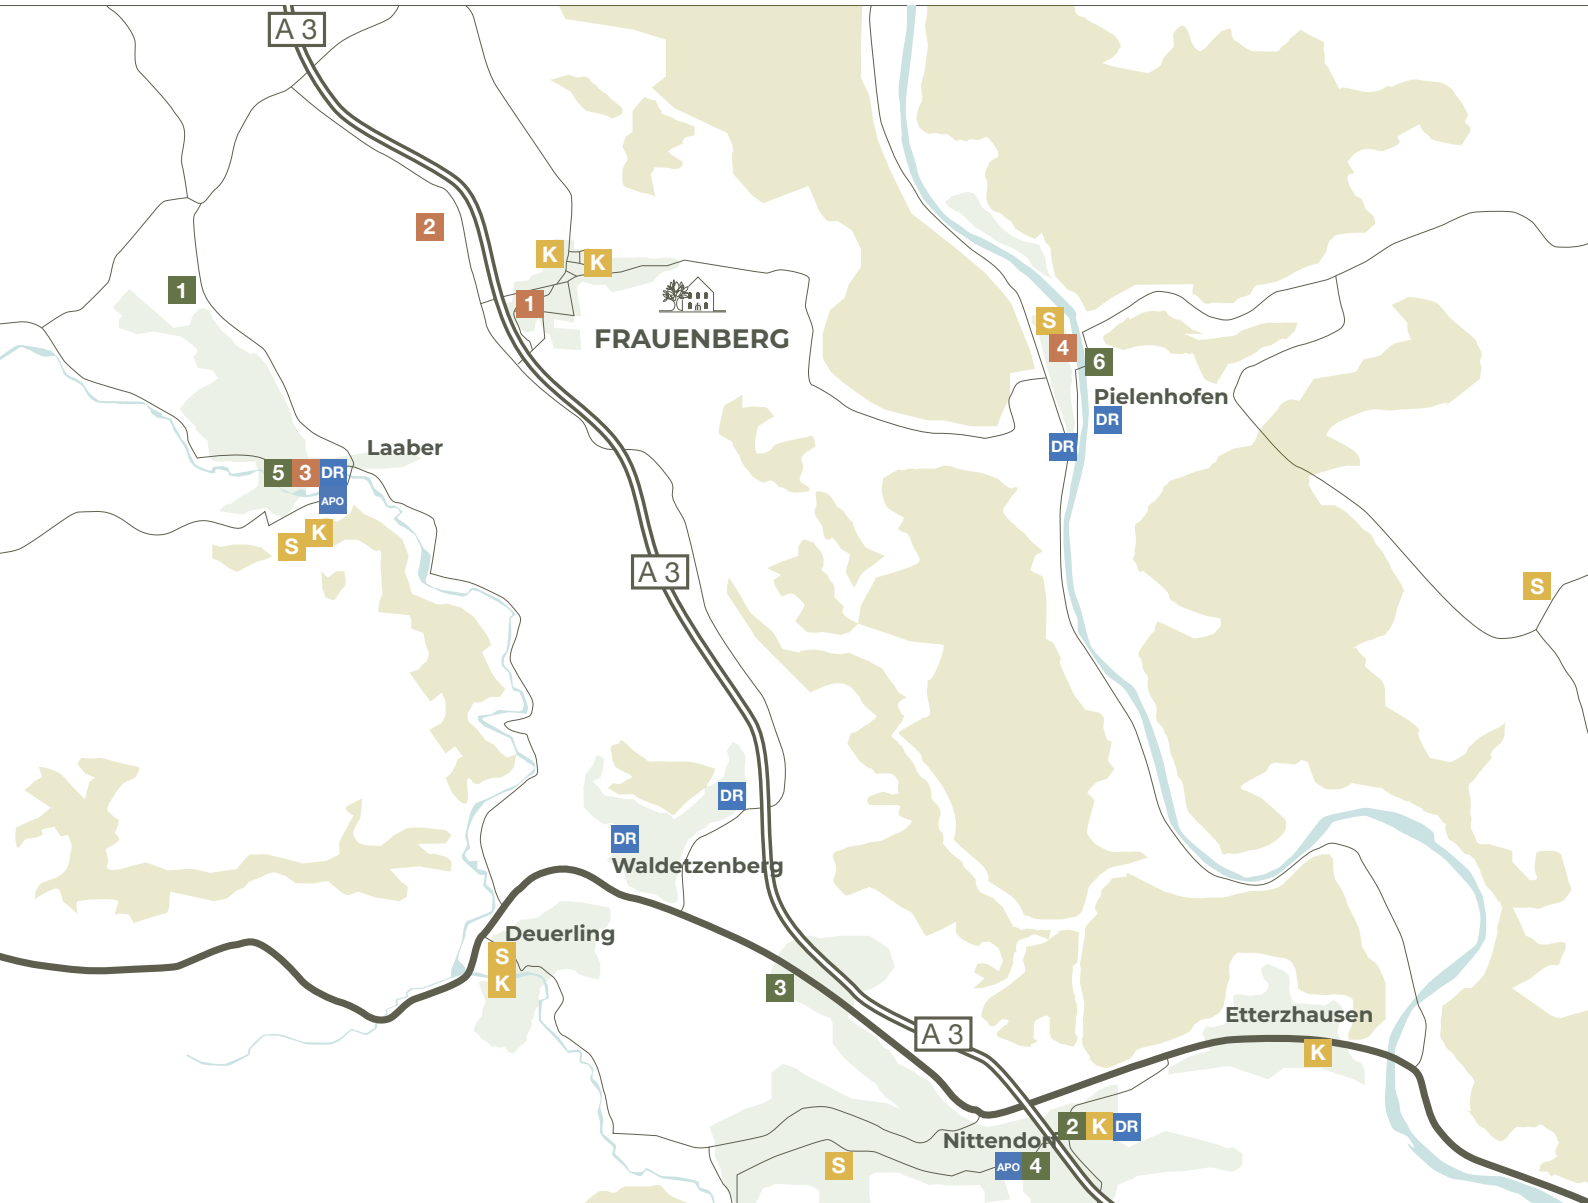 A 3
2
K
K
1
1
FRAUENBERG
S
4
6
Pielenhofen
DR
DR
Laaber
5 3 DR
APO
K
S
A 3
S
DR
DR
Waldetzenberg
Deuerling
S
K
3
A 3
Etterzhausen
K
2 K DR
Nittendorf
APO 4
S